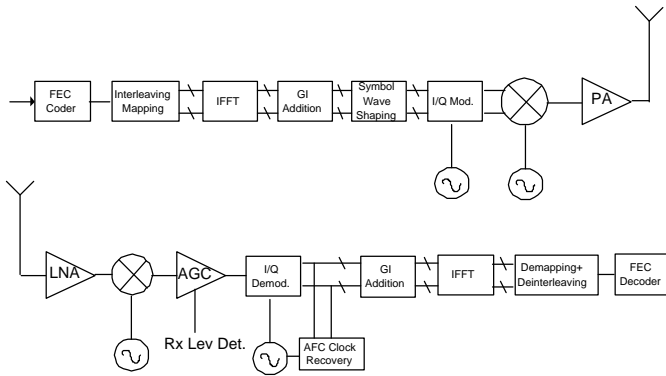 FEC
Coder
Interleaving
Mapping
IFFT
GI
Addition
Symbol
Wave
Shaping
I/Q Mod.
PA
LNA
AGC
Rx Lev Det.
I/Q
Demod.
AFC Clock
Recovery
GI
Addition
IFFT
Demapping+
Deinterleaving
FEC
Decoder